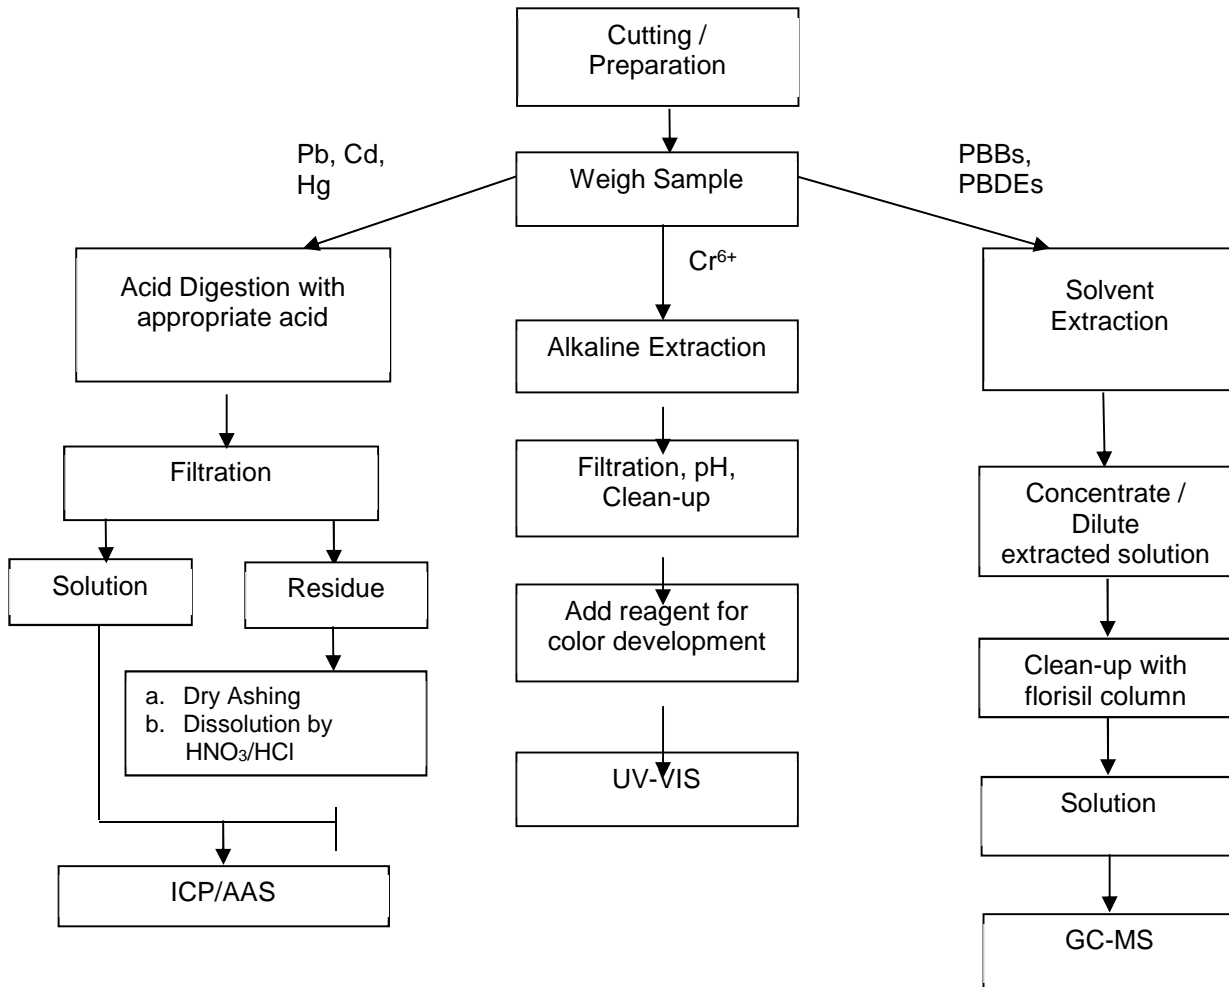 Cutting /
Preparation
Pb, Cd,
Hg
Weigh Sample
PBBs,
PBDEs
Cr⁶⁺
Acid Digestion with
appropriate acid
Alkaline Extraction
Solvent
Extraction
Filtration
Filtration, pH,
Clean-up
Concentrate /
Dilute
extracted solution
Solution
Residue
Add reagent for
color development
a. Dry Ashing
b. Dissolution by
HNO₃/HCl
Clean-up with
florisil column
UV-VIS
Solution
ICP/AAS
GC-MS